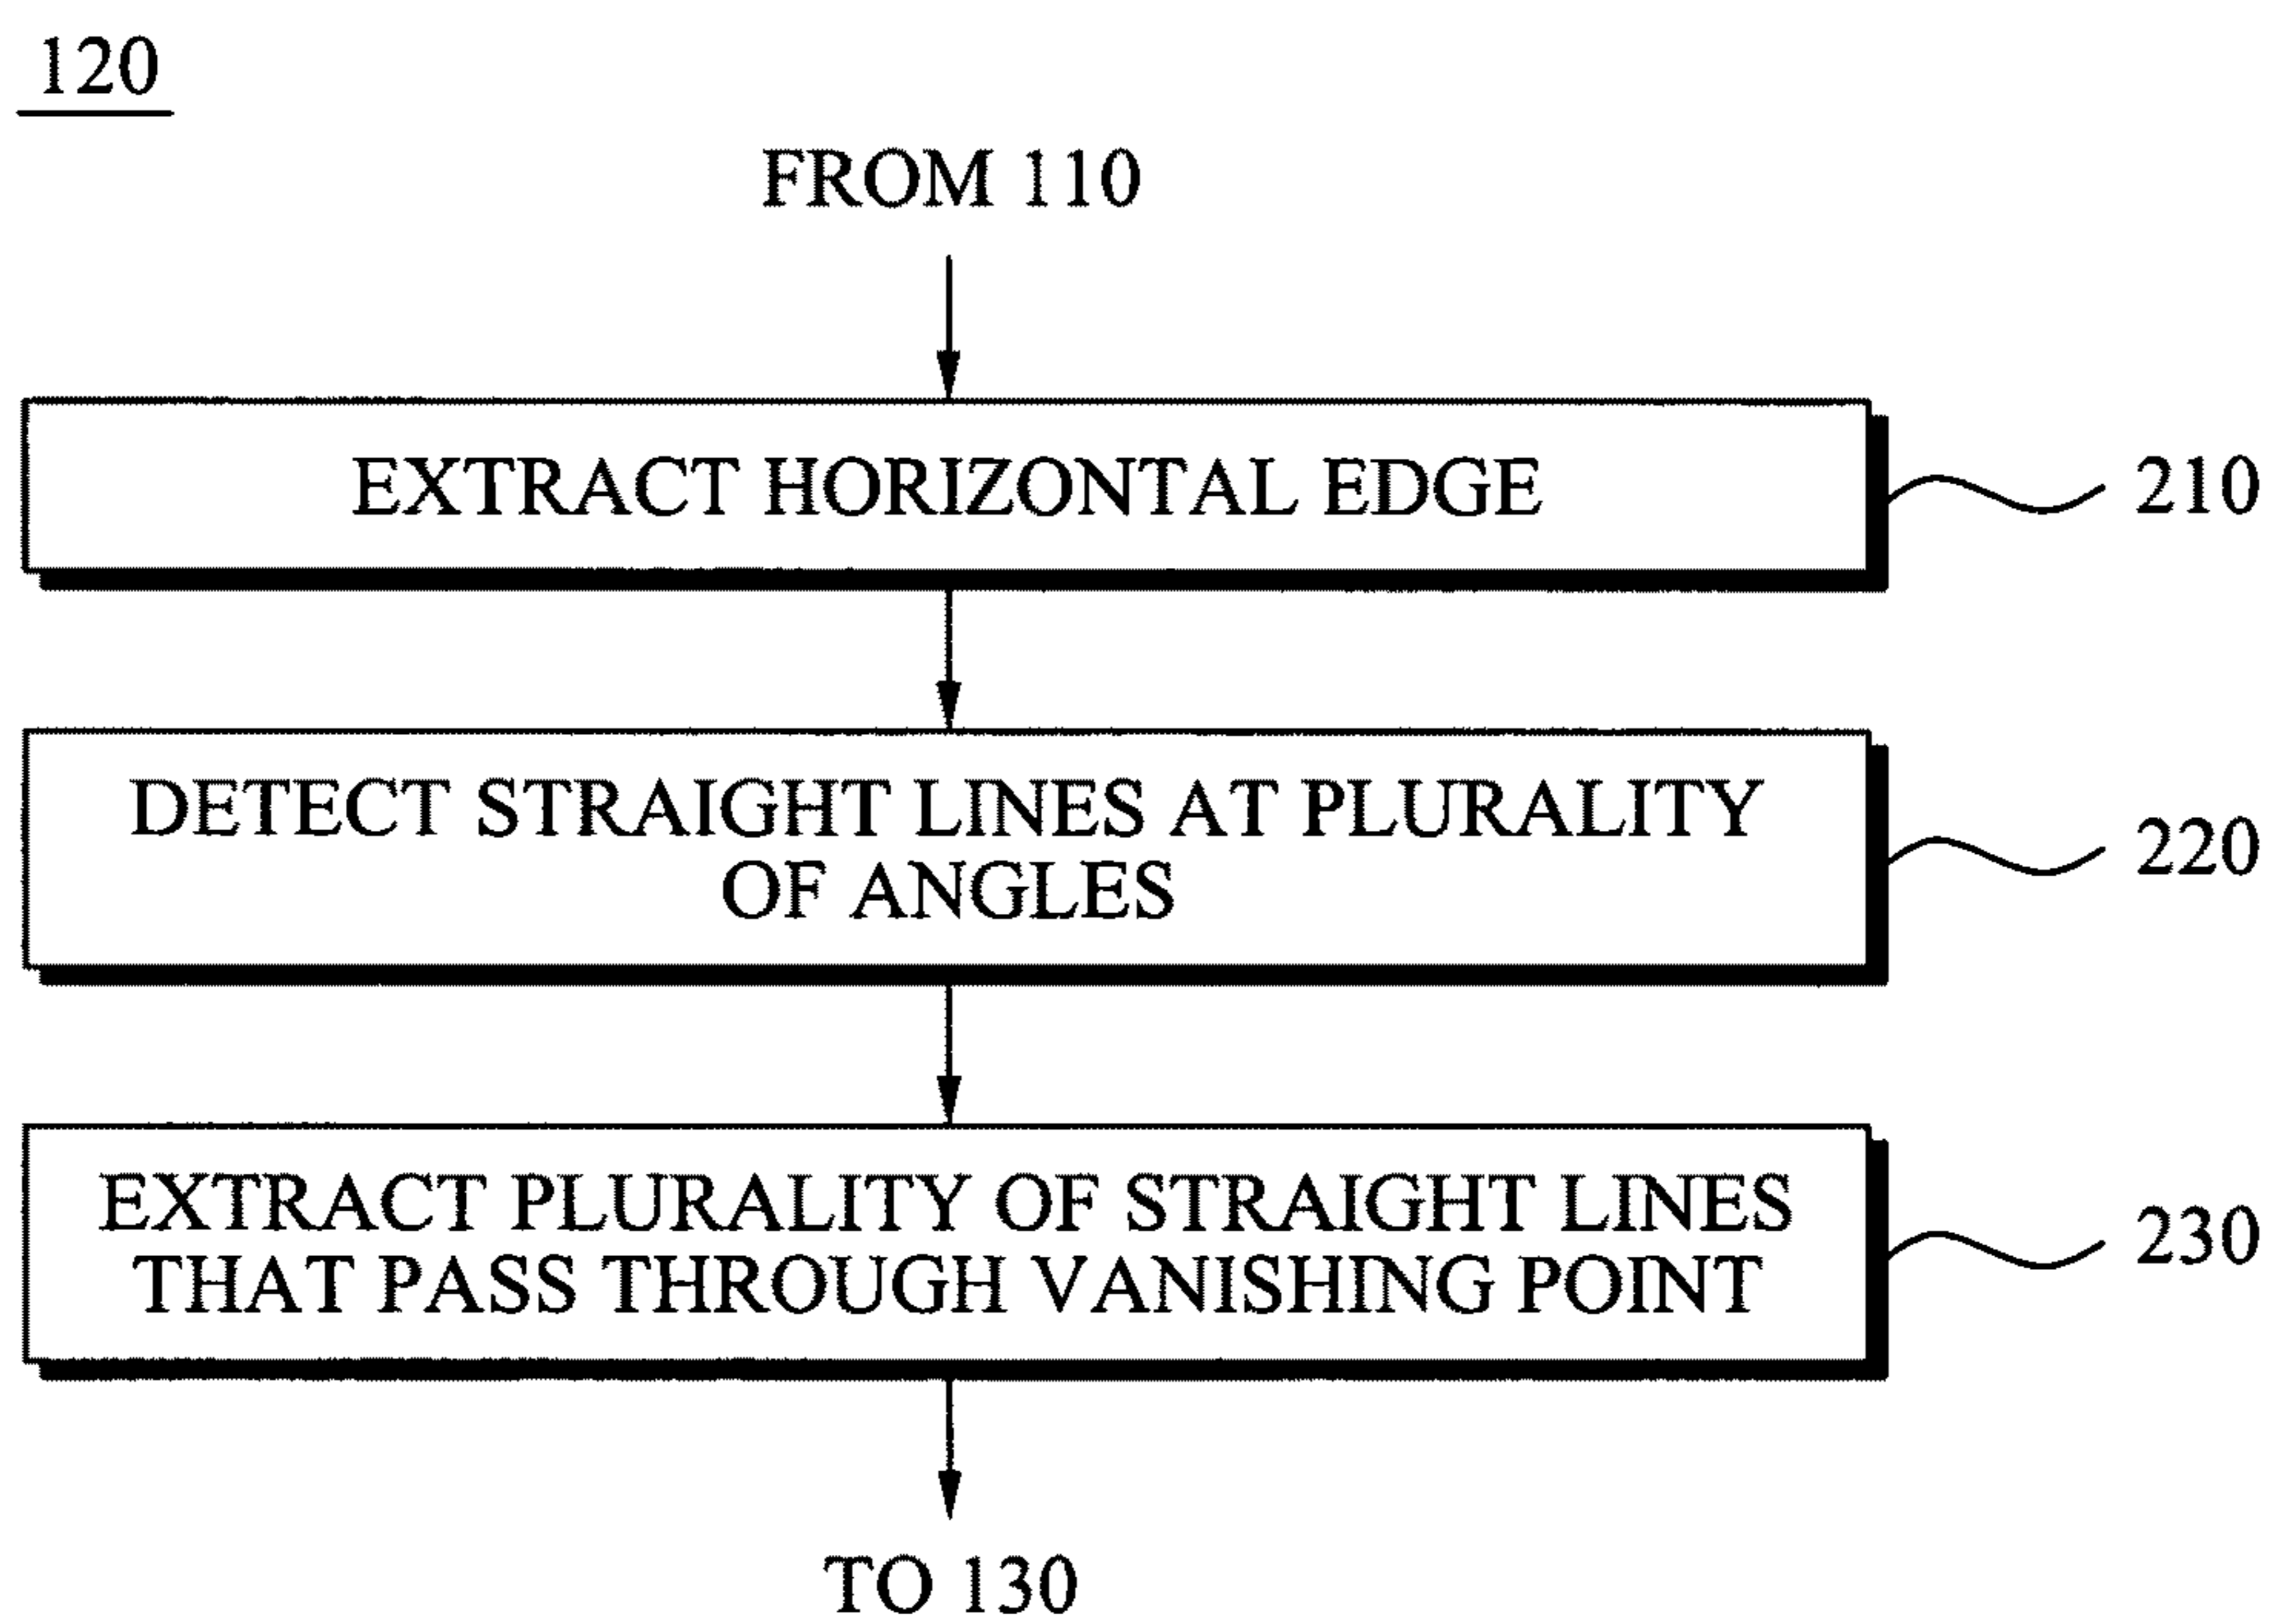 120
FROM 110
EXTRACT HORIZONTAL EDGE
210
DETECT STRAIGHT LINES AT PLURALITY
OF ANGLES
220
EXTRACT PLURALITY OF STRAIGHT LINES
THAT PASS THROUGH VANISHING POINT
230
TO 130